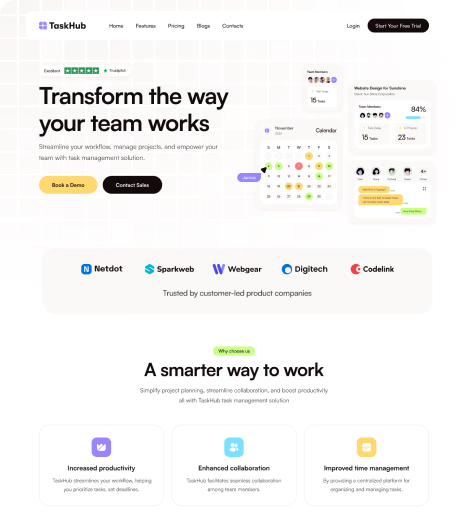 TaskHub
Home Features Pricing Blogs Contacts
Login
Start Your Free Trial
Excellent
Trustpilot
Transform the way
your team works
Streamline your workflow, manage projects, and empower your
team with task management solution.
Book a Demo
Contact Sales
Team Members
15 Tasks
November
Calendar
S M T W T F S
Website Design for Sunshine
Team Members
84%
15 Tasks
23 Tasks
Netdot
Sparkweb
Webgear
Digitech
Codelink
Trusted by customer-led product companies
Why choose us
A smarter way to work
Simplify project planning, streamline collaboration, and boost productivity
all with TaskHub task management solution
Increased productivity
TaskHub streamlines your workflow, helping
you prioritize tasks, set deadlines.
Enhanced collaboration
TaskHub facilitates seamless collaboration
among team members.
Improved time management
By providing a centralized platform for
organizing and managing tasks.